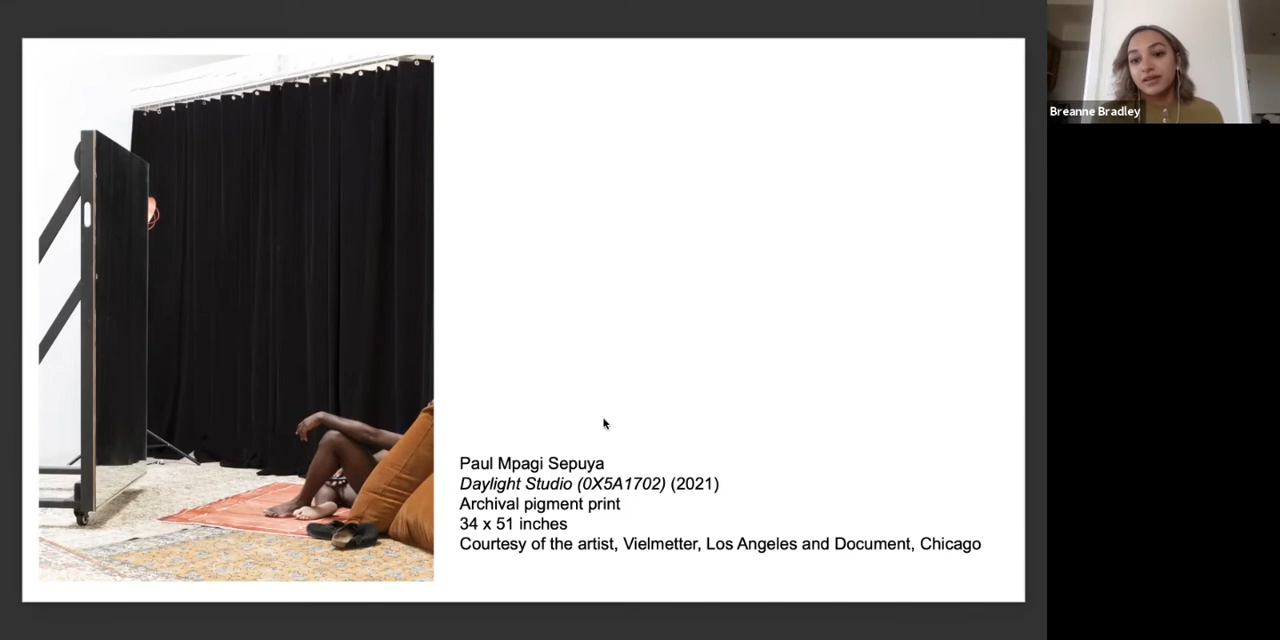 Breanne Bradley
Paul Mpagi Sepuya
Daylight Studio (0X5A1702) (2021)
Archival pigment print
34 x 51 inches
Courtesy of the artist, Vielmetter, Los Angeles and Document, Chicago